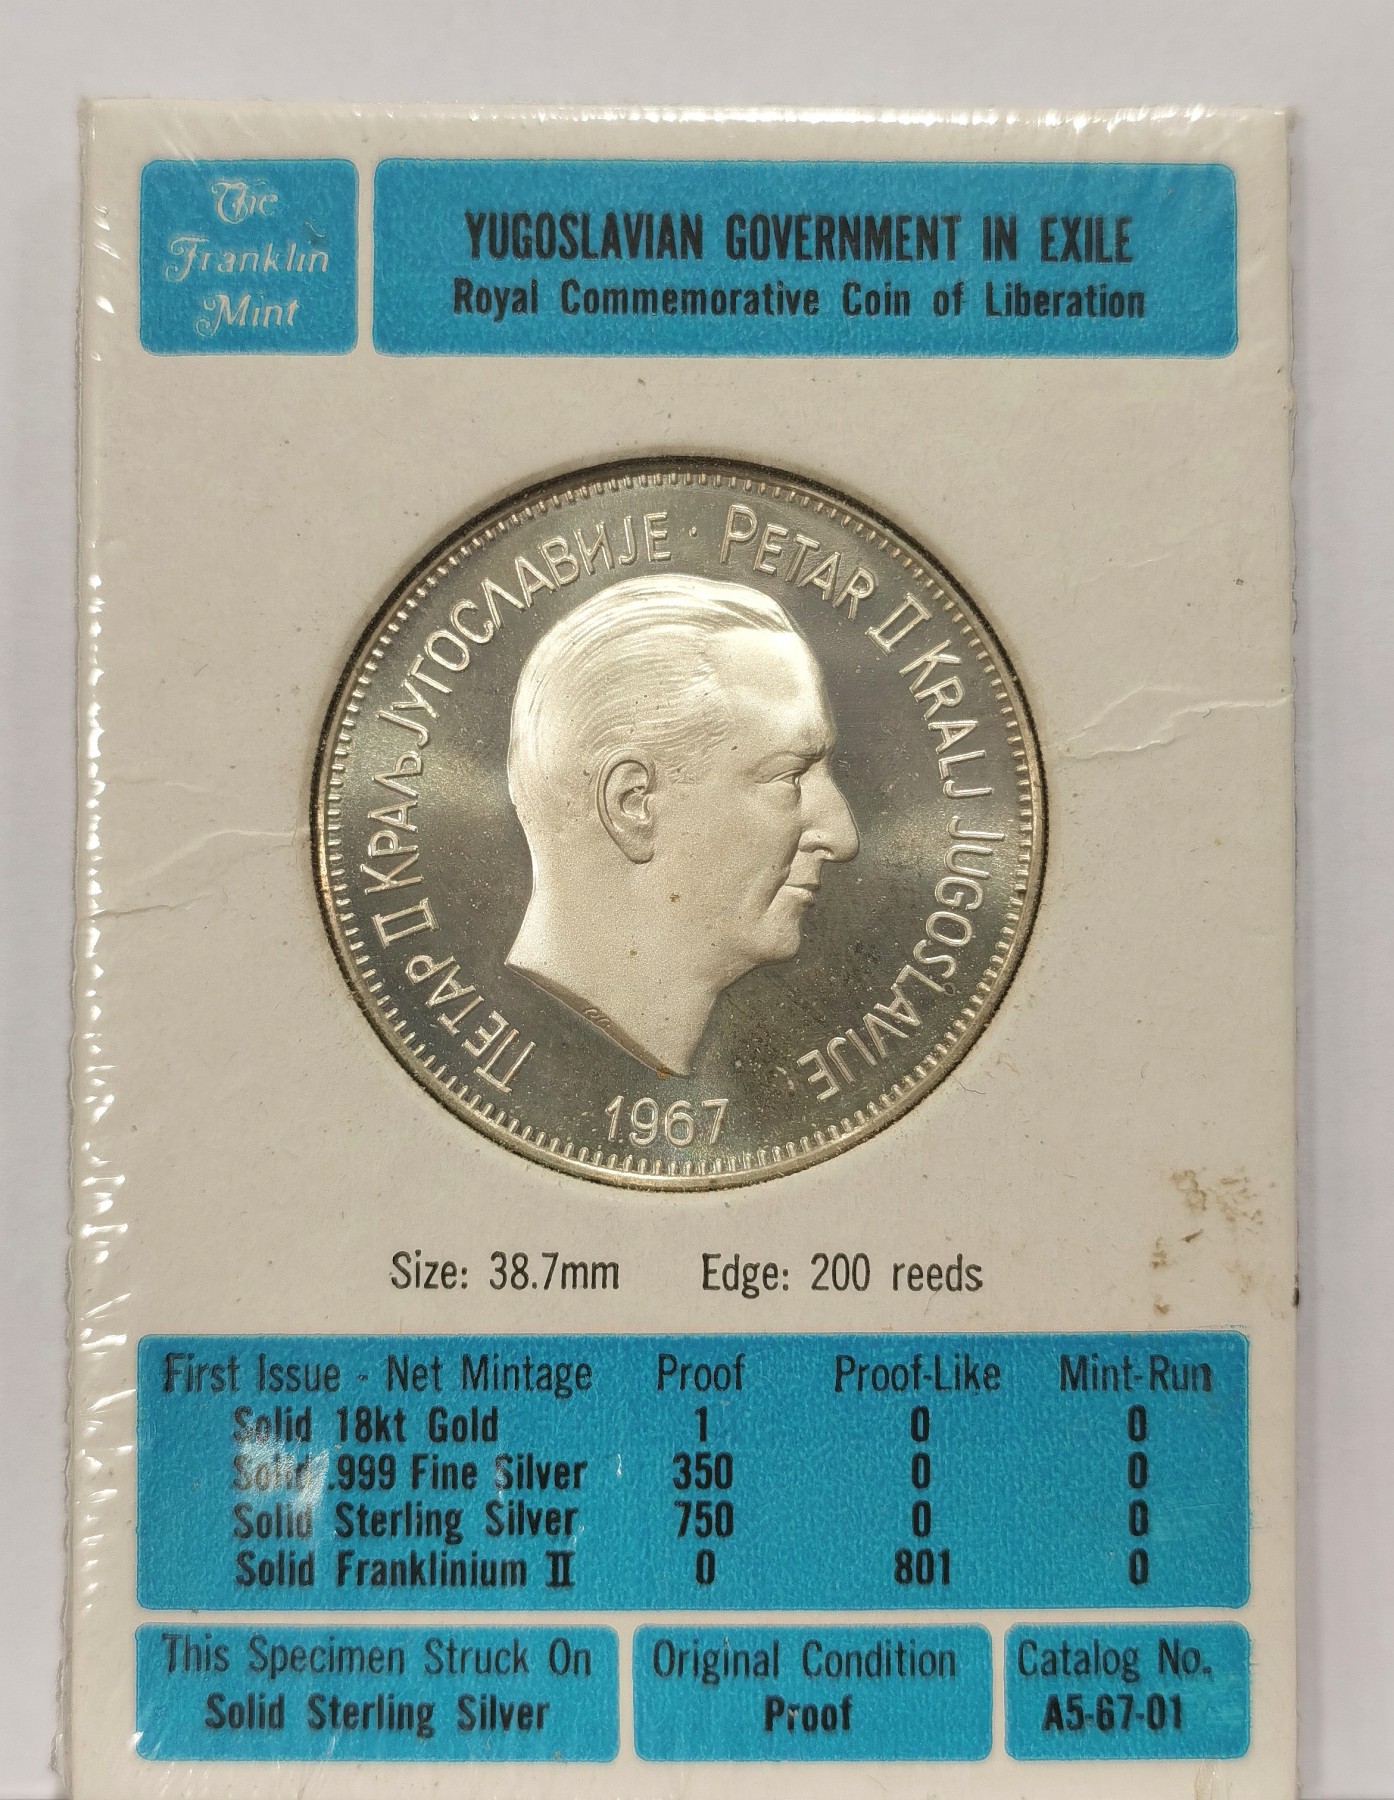 The
Franklin
Mint
YUGOSLAVIAN GOVERNMENT IN EXILE
Royal Commemorative Coin of Liberation
ПЕТАР II КРАЉ ЈУГОСЛАВИЈЕ · PETAR II KRALJ JUGOSLAVIJE
1967
Size: 38.7mm Edge: 200 reeds
First Issue - Net Mintage Proof Proof-Like Mint-Run
Solid 18kt Gold 1 0 0
Solid .999 Fine Silver 350 0 0
Solid Sterling Silver 750 0 0
Solid Franklinium II 0 801 0
This Specimen Struck On
Solid Sterling Silver
Original Condition
Proof
Catalog No.
A5-67-01